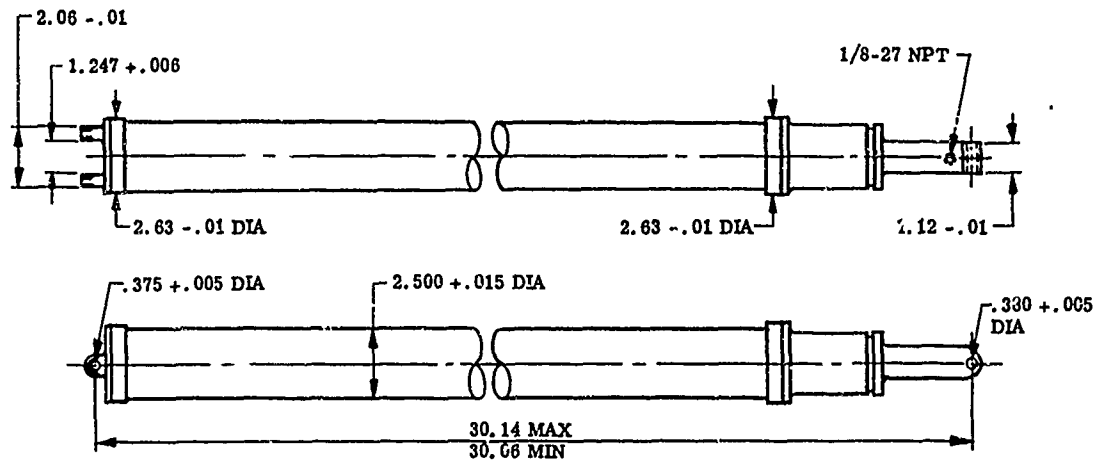 2.06 -.01
1.247 +.006
1/8-27 NPT
2.63 -.01 DIA
2.63 -.01 DIA
1.12 -.01
.375 +.005 DIA
2.500 +.015 DIA
.330 +.005
DIA
30.14 MAX
30.06 MIN